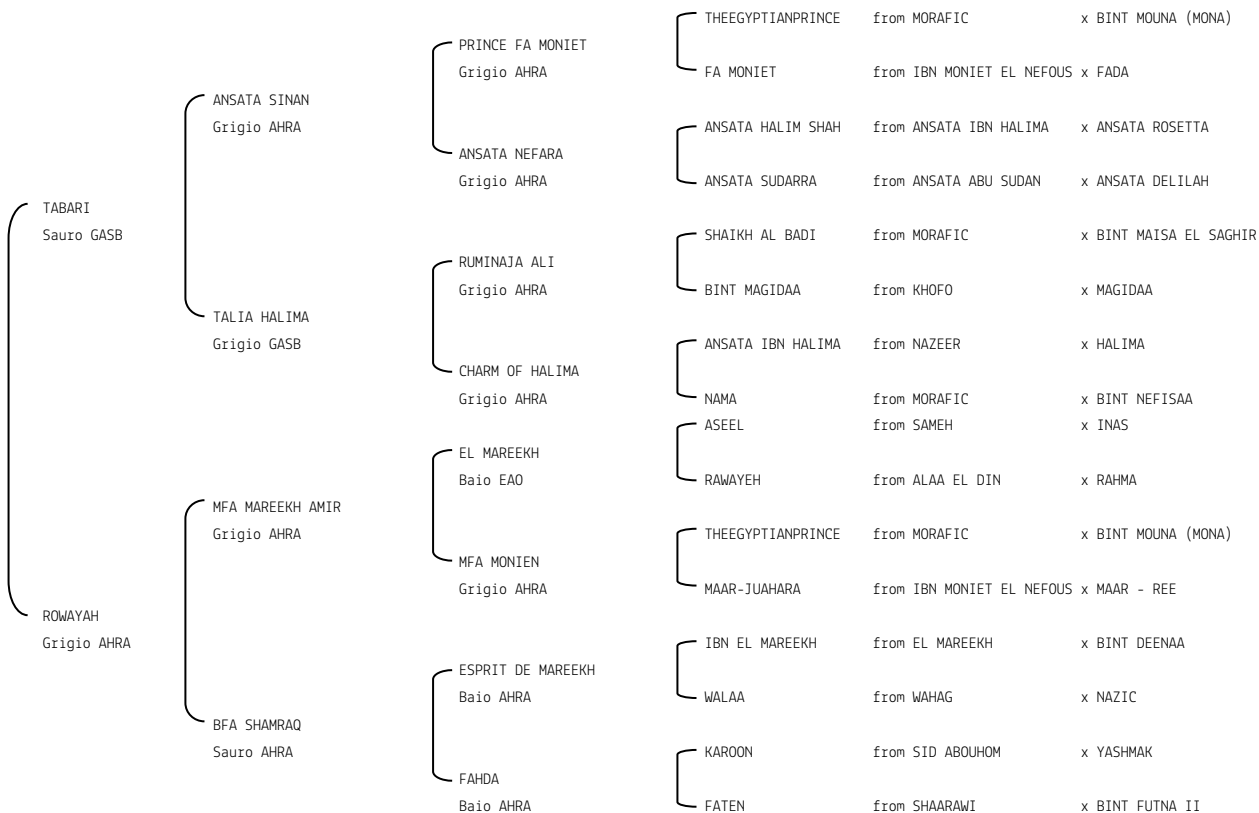 THEEGYPTIANPRINCE from MORAFIC x BINT MOUNA (MONA)
PRINCE FA MONIET
Grigio AHRA
FA MONIET from IBN MONIET EL NEFOUS x FADA
ANSATA SINAN
Grigio AHRA
ANSATA HALIM SHAH from ANSATA IBN HALIMA x ANSATA ROSETTA
ANSATA NEFARA
Grigio AHRA
ANSATA SUDARRA from ANSATA ABU SUDAN x ANSATA DELILAH
TABARI
Sauro GASB
SHAIKH AL BADI from MORAFIC x BINT MAISA EL SAGHIR
RUMINAJA ALI
Grigio AHRA
BINT MAGIDAA from KHOFO x MAGIDAA
TALIA HALIMA
Grigio GASB
ANSATA IBN HALIMA from NAZEER x HALIMA
CHARM OF HALIMA
Grigio AHRA
NAMA from MORAFIC x BINT NEFISAA
ASEEL from SAMEH x INAS
EL MAREEKH
Baio EAO
RAWAYEH from ALAA EL DIN x RAHMA
MFA MAREEKH AMIR
Grigio AHRA
THEEGYPTIANPRINCE from MORAFIC x BINT MOUNA (MONA)
MFA MONIEN
Grigio AHRA
MAAR-JUAHARA from IBN MONIET EL NEFOUS x MAAR - REE
ROWAYAH
Grigio AHRA
IBN EL MAREEKH from EL MAREEKH x BINT DEENAA
ESPRIT DE MAREEKH
Baio AHRA
WALAA from WAHAG x NAZIC
BFA SHAMRAQ
Sauro AHRA
KAROON from SID ABOUHOM x YASHMAK
FAHDA
Baio AHRA
FATEN from SHAARAWI x BINT FUTNA II